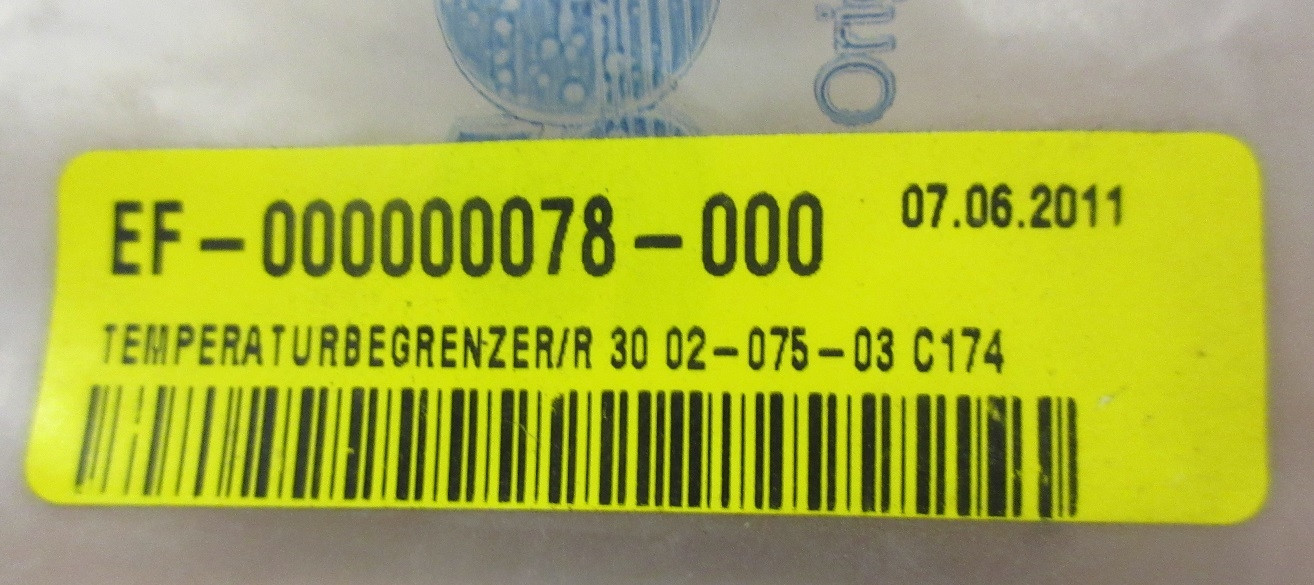 EF-000000078-000 07.06.2011
TEMPERATURBEGRENZER/R 30 02-075-03 C174